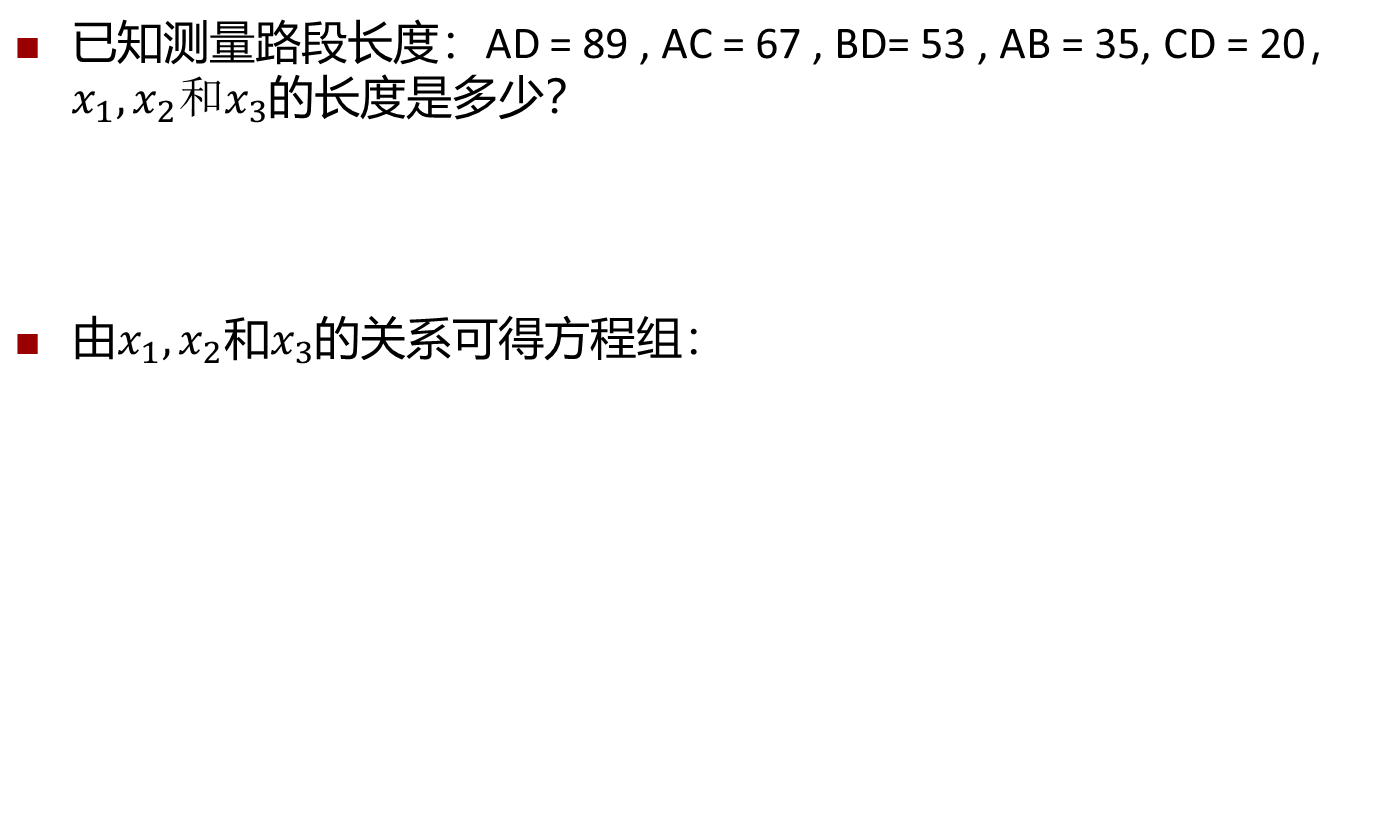 已知测量路段长度：AD = 89 , AC = 67 , BD= 53 , AB = 35, CD = 20,
𝑥₁, 𝑥₂和𝑥₃的长度是多少？
由𝑥₁, 𝑥₂和𝑥₃的关系可得方程组：